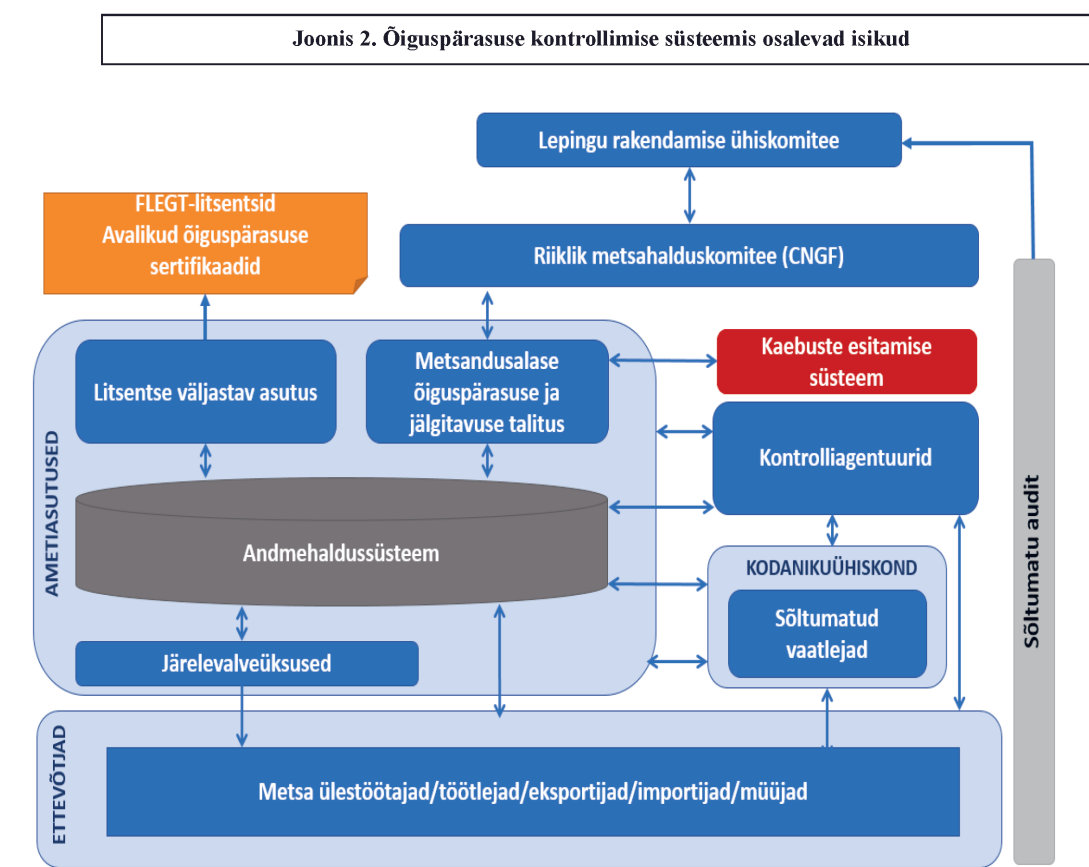 Joonis 2. Õiguspärasuse kontrollimise süsteemis osalevad isikud
Lepingu rakendamise ühiskomitee
FLEGT-litsentsid
Avalikud õiguspärasuse
sertifikaadid
Riiklik metsahalduskomitee (CNGF)
Litsentse väljastav asutus
Metsandusalase
õiguspärasuse ja
jälgitavuse talitus
Kaebuste esitamise
süsteem
Kontrolliagentuurid
AMETIASUTUSED
Andmehaldussüsteem
KODANIKUÜHISKOND
Sõltumatud
vaatlejad
Järelevalveüksused
Sõltumatu audit
ETTEVÕTJAD
Metsa ülestöötajad/töötlejad/eksportijad/importijad/müüjad